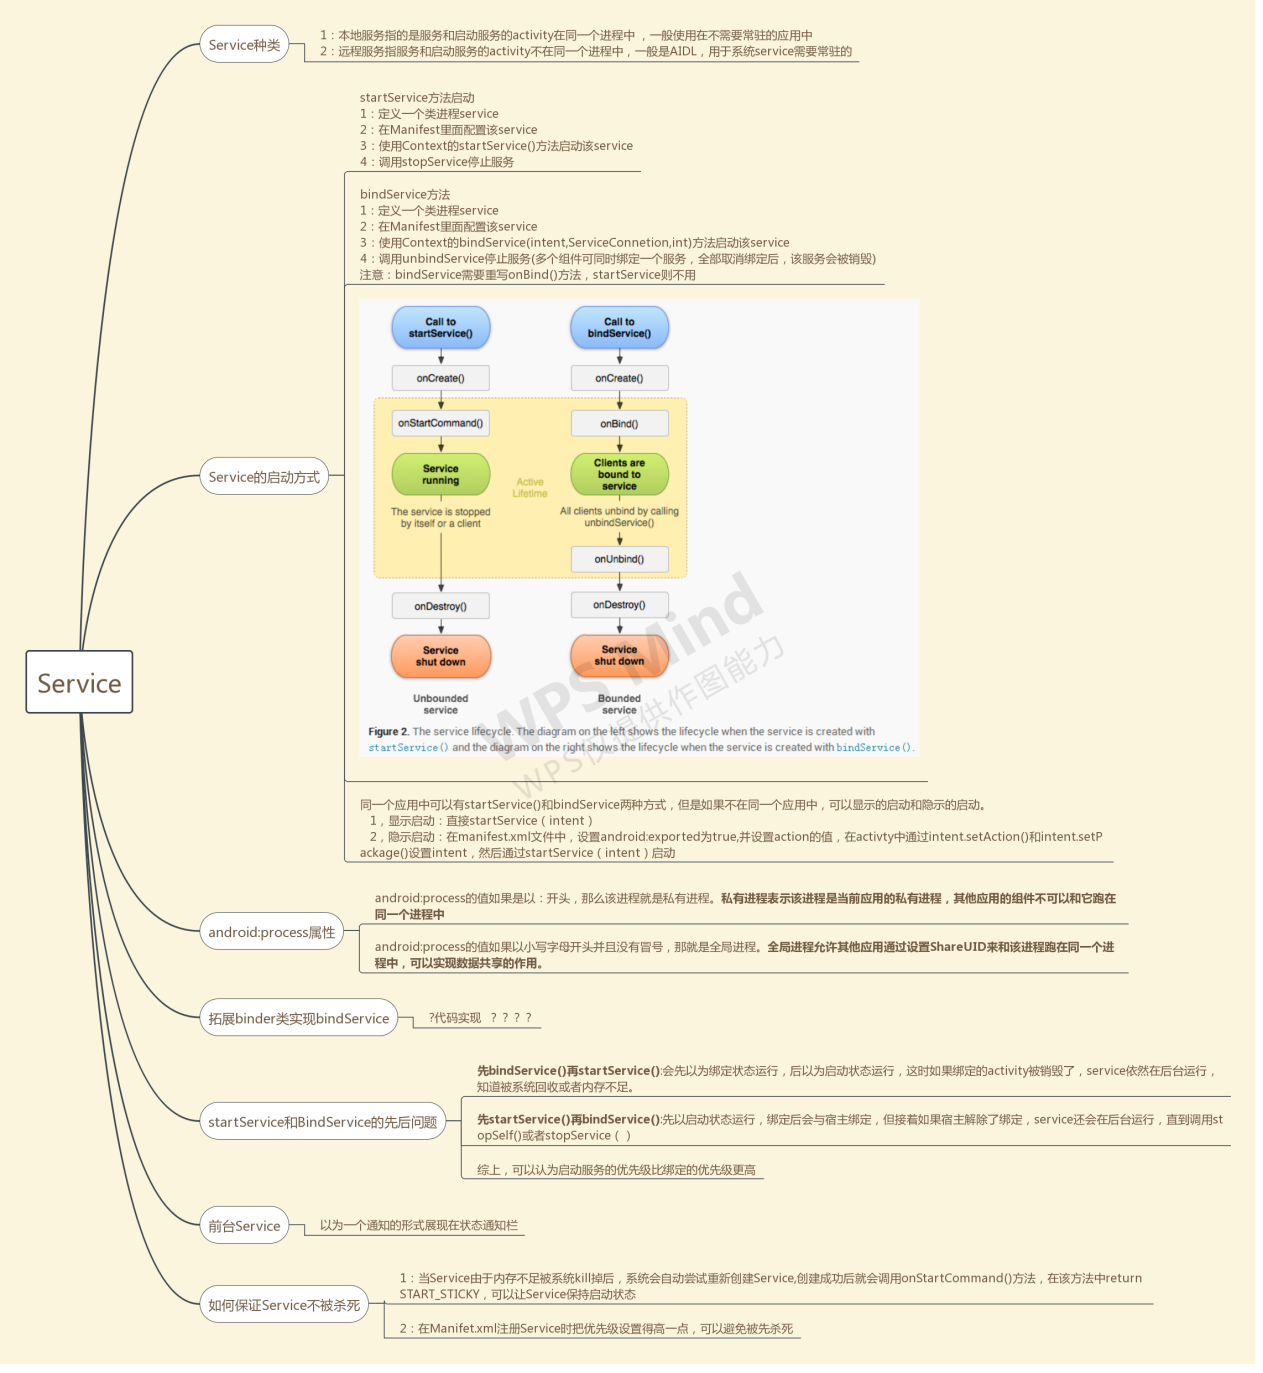 Service种类
1：本地服务指的是服务和启动服务的activity在同一个进程中 ，一般使用在不需要常驻的应用中
2：远程服务指服务和启动服务的activity不在同一个进程中，一般是AIDL，用于系统service需要常驻的
startService方法启动
1：定义一个类进程service
2：在Manifest里面配置该service
3：使用Context的startService()方法启动该service
4：调用stopService停止服务
bindService方法
1：定义一个类进程service
2：在Manifest里面配置该service
3：使用Context的bindService(intent,ServiceConnetion,int)方法启动该service
4：调用unbindService停止服务(多个组件可同时绑定一个服务，全部取消绑定后，该服务会被销毁)
注意：bindService需要重写onBind()方法，startService则不用
Service的启动方式
Call to
startService()
onCreate()
onStartCommand()
Service
running
The service is stopped
by itself or a client
onDestroy()
Service
shut down
Unbounded
service
Active
Lifetime
Call to
bindService()
onCreate()
onBind()
Clients are
bound to
service
All clients unbind by calling
unbindService()
onUnbind()
onDestroy()
Service
shut down
Bounded
service
Figure 2. The service lifecycle. The diagram on the left shows the lifecycle when the service is created with
startService() and the diagram on the right shows the lifecycle when the service is created with bindService().
WPS Mind
WPS仅提供作图能力
Service
同一个应用中可以有startService()和bindService两种方式，但是如果不在同一个应用中，可以显示的启动和隐示的启动。
1，显示启动：直接startService（intent）
2，隐示启动：在manifest.xml文件中，设置android:exported为true,并设置action的值，在activty中通过intent.setAction()和intent.setP
ackage()设置intent，然后通过startService（intent）启动
android:process属性
android:process的值如果是以：开头，那么该进程就是私有进程。私有进程表示该进程是当前应用的私有进程，其他应用的组件不可以和它跑在
同一个进程中
android:process的值如果以小写字母开头并且没有冒号，那就是全局进程。全局进程允许其他应用通过设置ShareUID来和该进程跑在同一个进
程中，可以实现数据共享的作用。
拓展binder类实现bindService
?代码实现 ？？？？
startService和BindService的先后问题
先bindService()再startService():会先以为绑定状态运行，后以为启动状态运行，这时如果绑定的activity被销毁了，service依然在后台运行，
知道被系统回收或者内存不足。
先startService()再bindService():先以启动状态运行，绑定后会与宿主绑定，但接着如果宿主解除了绑定，service还会在后台运行，直到调用st
opSelf()或者stopService（ ）
综上，可以认为启动服务的优先级比绑定的优先级更高
前台Service
以为一个通知的形式展现在状态通知栏
如何保证Service不被杀死
1：当Service由于内存不足被系统kill掉后，系统会自动尝试重新创建Service,创建成功后就会调用onStartCommand()方法，在该方法中return
START_STICKY，可以让Service保持启动状态
2：在Manifet.xml注册Service时把优先级设置得高一点，可以避免被先杀死